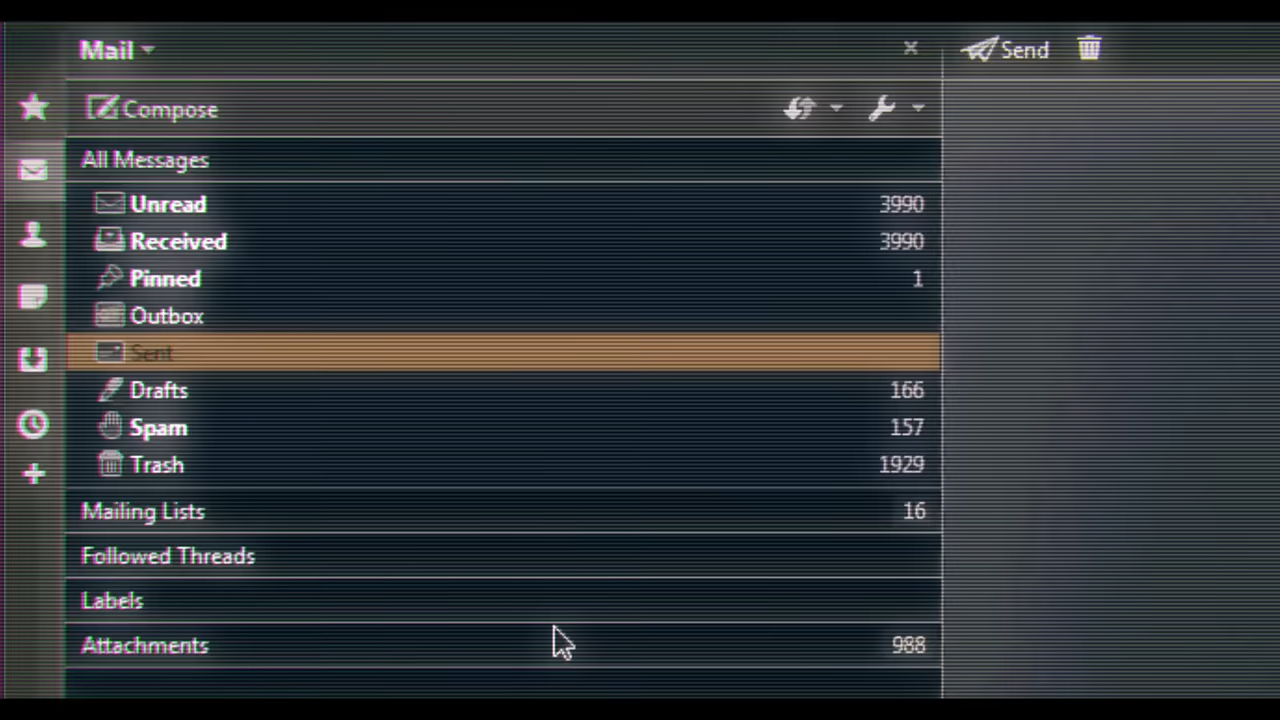 Mail
Send
Compose
All Messages
Unread 3990
Received 3990
Pinned 1
Outbox
Sent
Drafts 166
Spam 157
Trash 1929
Mailing Lists 16
Followed Threads
Labels
Attachments 988